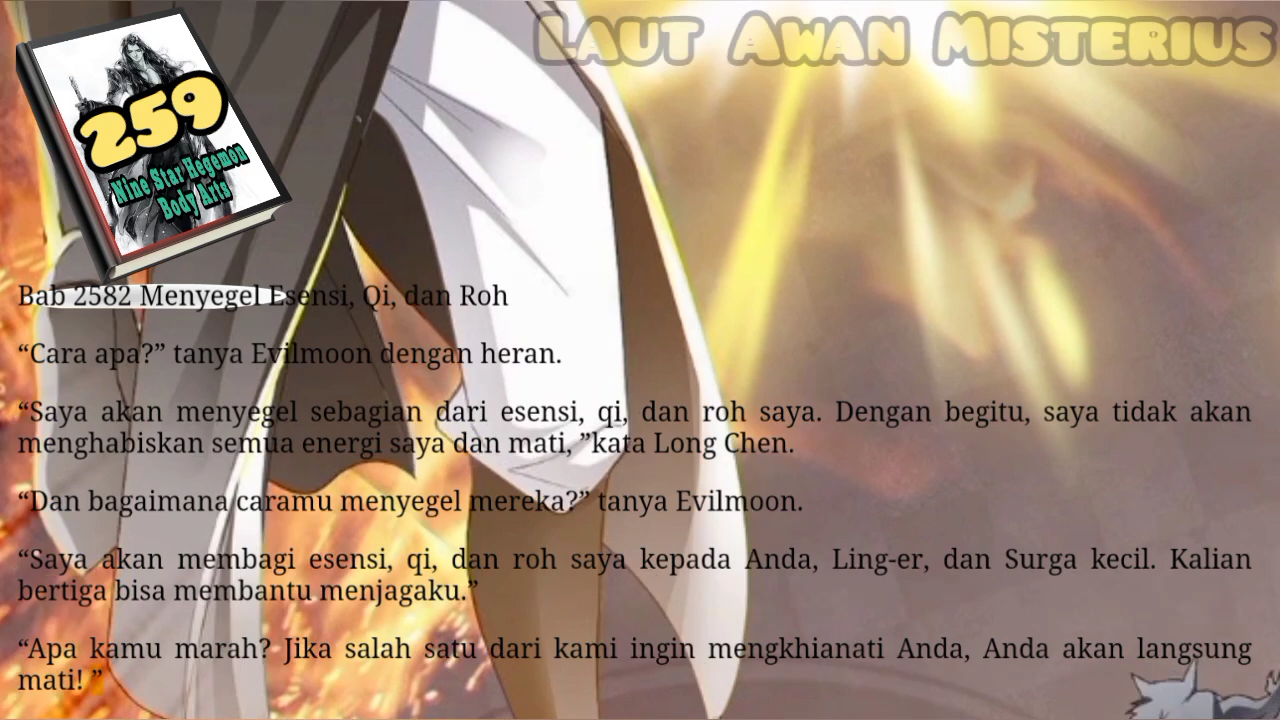 Laut Awan Misterius
259
Nine Star Hegemon
Body Arts
Bab 2582 Menyegel Esensi, Qi, dan Roh
“Cara apa?” tanya Evilmoon dengan heran.
“Saya akan menyegel sebagian dari esensi, qi, dan roh saya. Dengan begitu, saya tidak akan
menghabiskan semua energi saya dan mati, ”kata Long Chen.
“Dan bagaimana caramu menyegel mereka?” tanya Evilmoon.
“Saya akan membagi esensi, qi, dan roh saya kepada Anda, Ling-er, dan Surga kecil. Kalian
bertiga bisa membantu menjagaku.”
“Apa kamu marah? Jika salah satu dari kami ingin mengkhianati Anda, Anda akan langsung
mati! ”